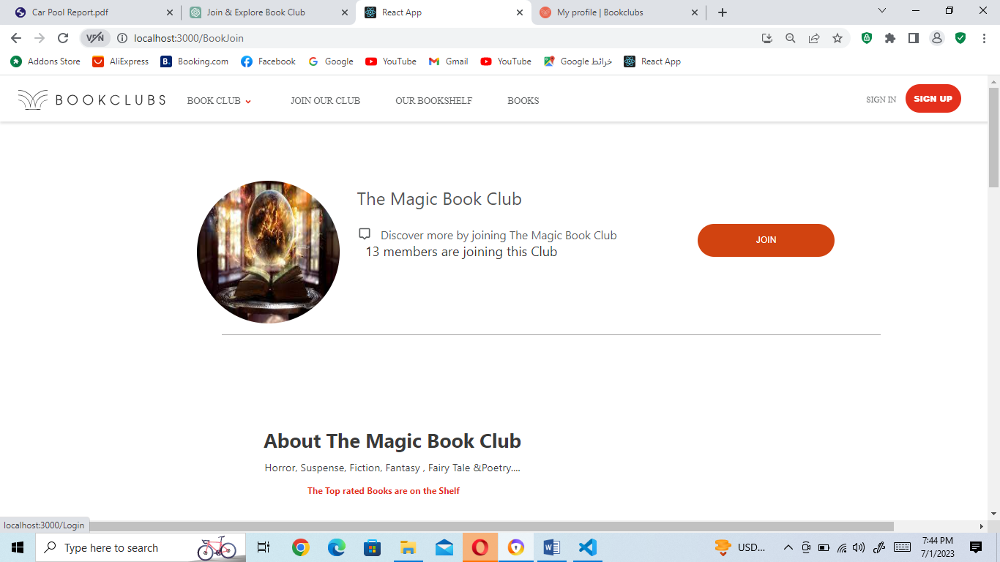 Car Pool Report.pdf
Join & Explore Book Club
React App
My profile | Bookclubs
VPN
localhost:3000/BookJoin
Addons Store
AliExpress
B.
Booking.com
Facebook
Google
YouTube
Gmail
YouTube
خرائط Google
React App
BOOKCLUBS
BOOK CLUB
JOIN OUR CLUB
OUR BOOKSHELF
BOOKS
SIGN IN
SIGN UP
The Magic Book Club
Discover more by joining The Magic Book Club
13 members are joining this Club
JOIN
About The Magic Book Club
Horror, Suspense, Fiction, Fantasy , Fairy Tale &Poetry....
The Top rated Books are on the Shelf
localhost:3000/Login
Type here to search
USD...
7:44 PM
7/1/2023